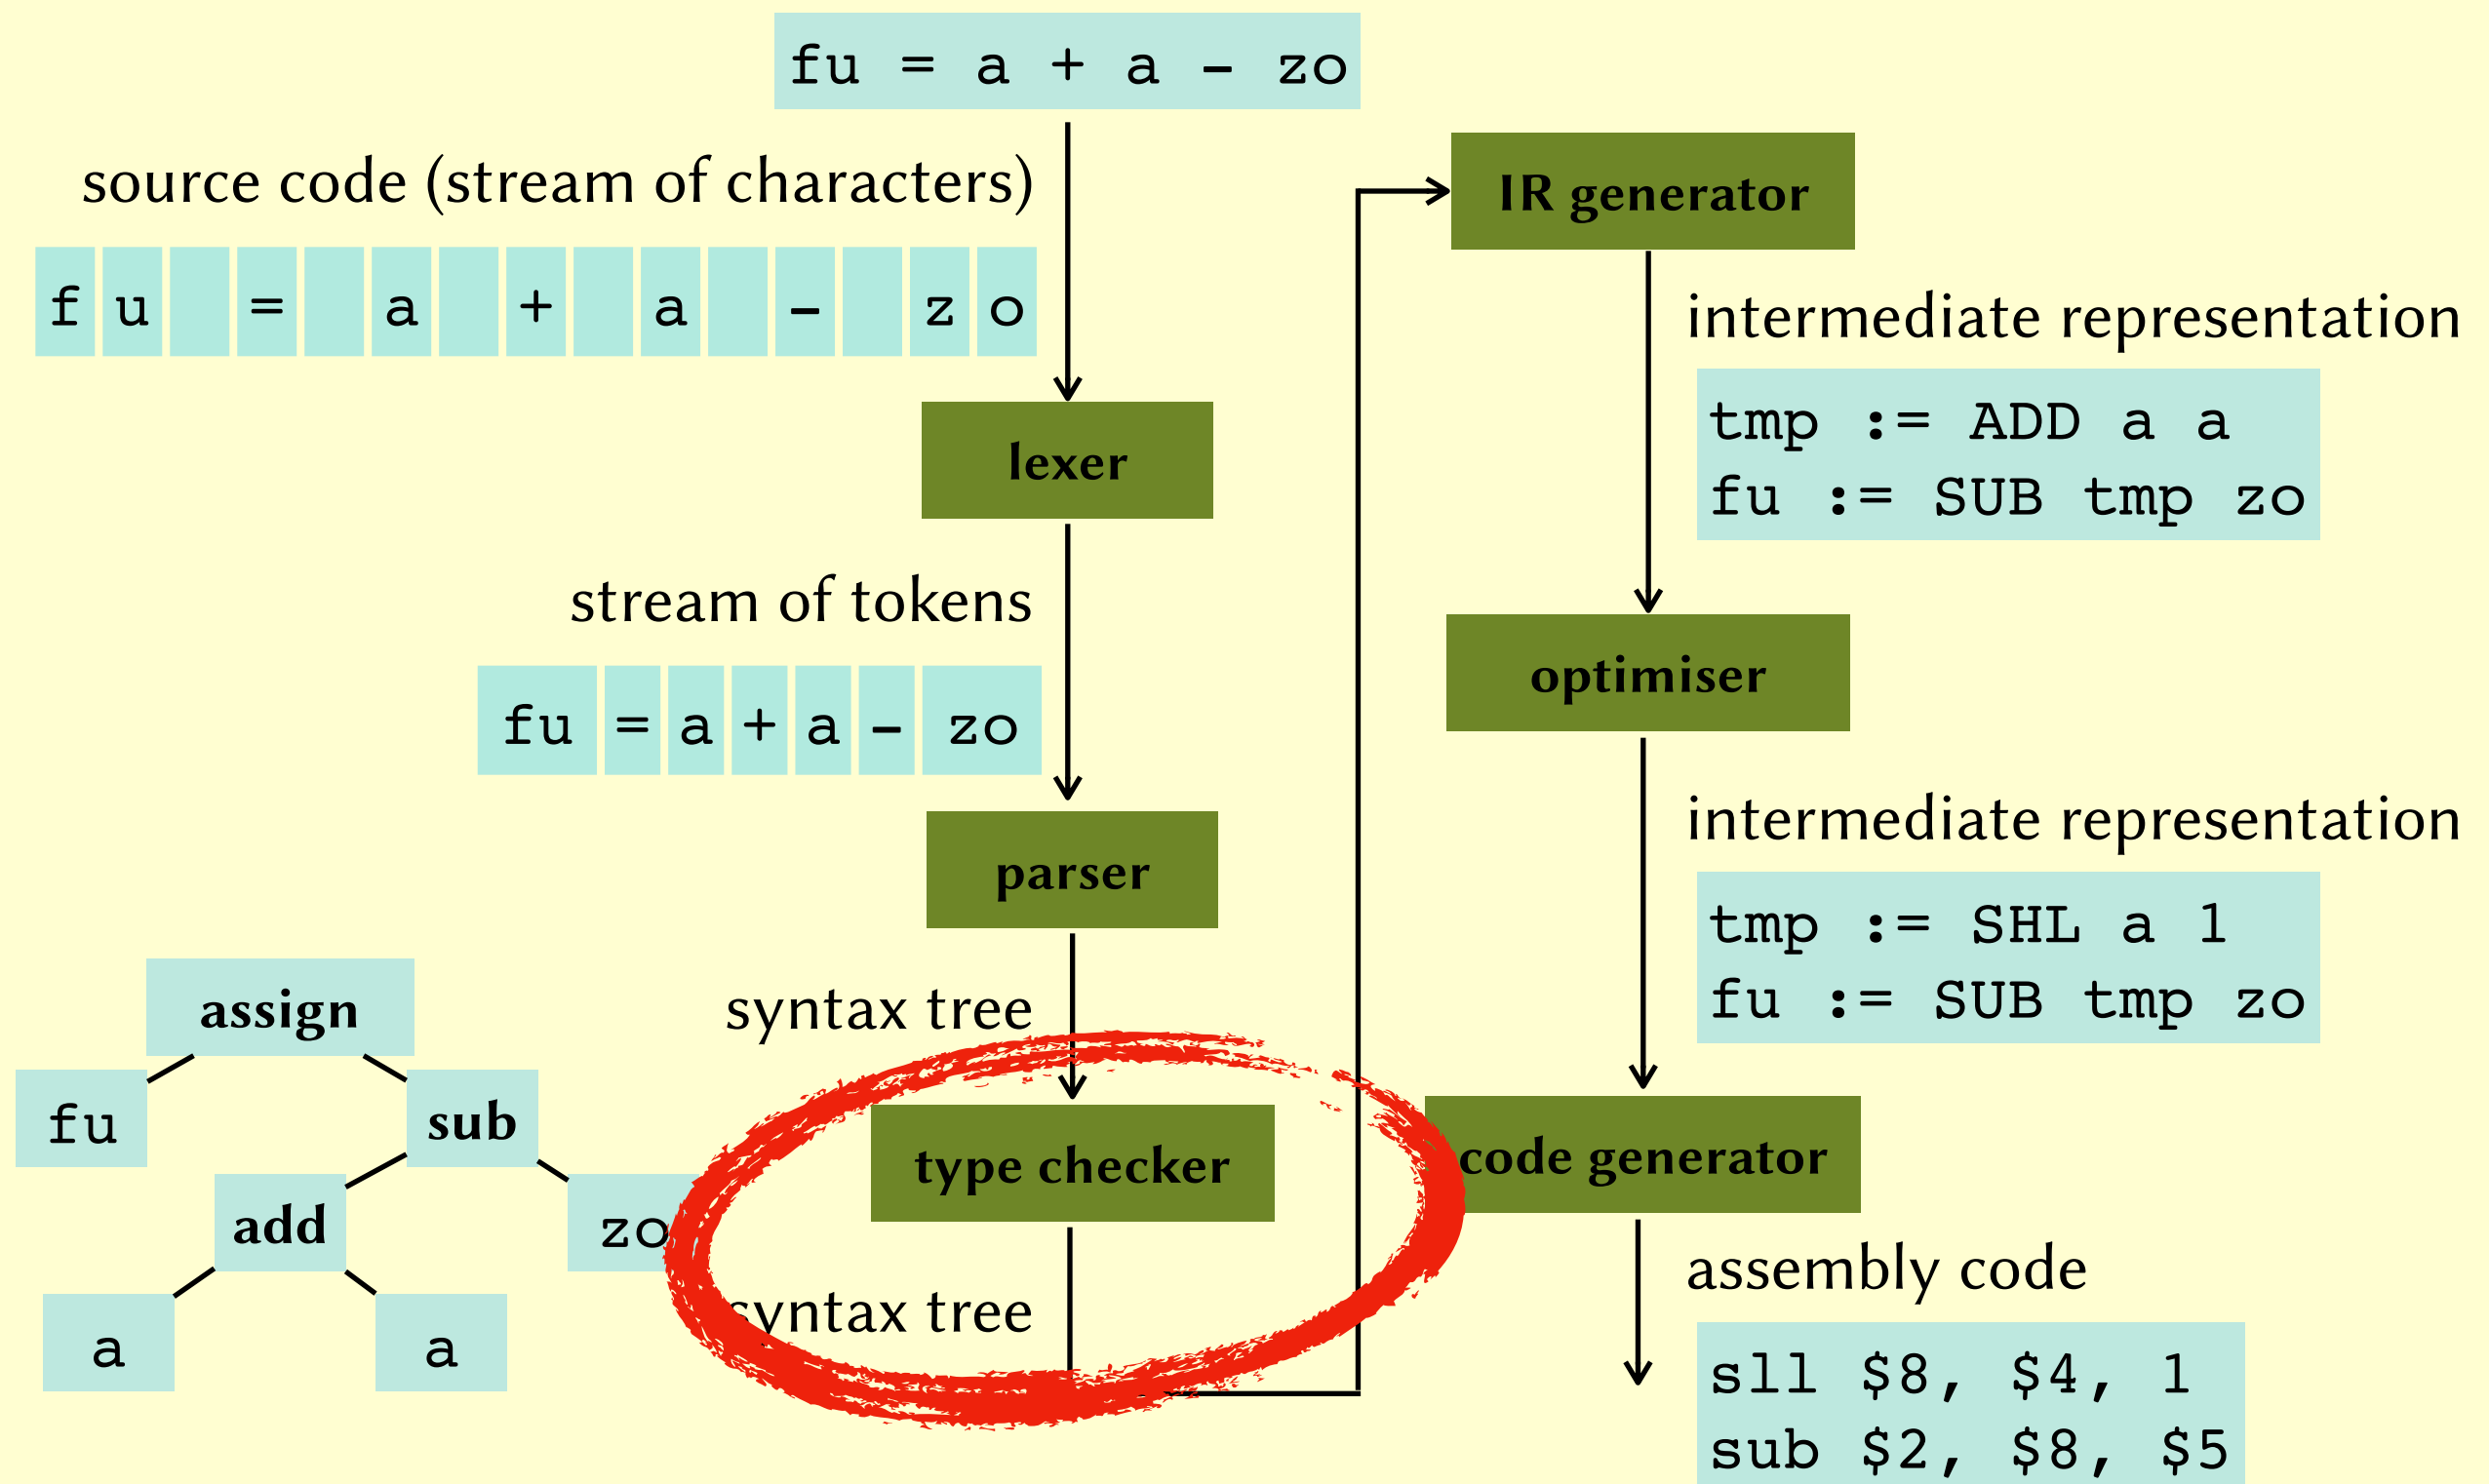 fu = a + a - zo
source code (stream of characters)
f u = a + a - zo
lexer
stream of tokens
fu = a + a - zo
parser
syntax tree
assign
fu sub
add zo
a a
type checker
syntax tree
IR generator
intermediate representation
tmp := ADD a a
fu := SUB tmp zo
optimiser
intermediate representation
tmp := SHL a 1
fu := SUB tmp zo
code generator
assembly code
sll $8, $4, 1
sub $2, $8, $5